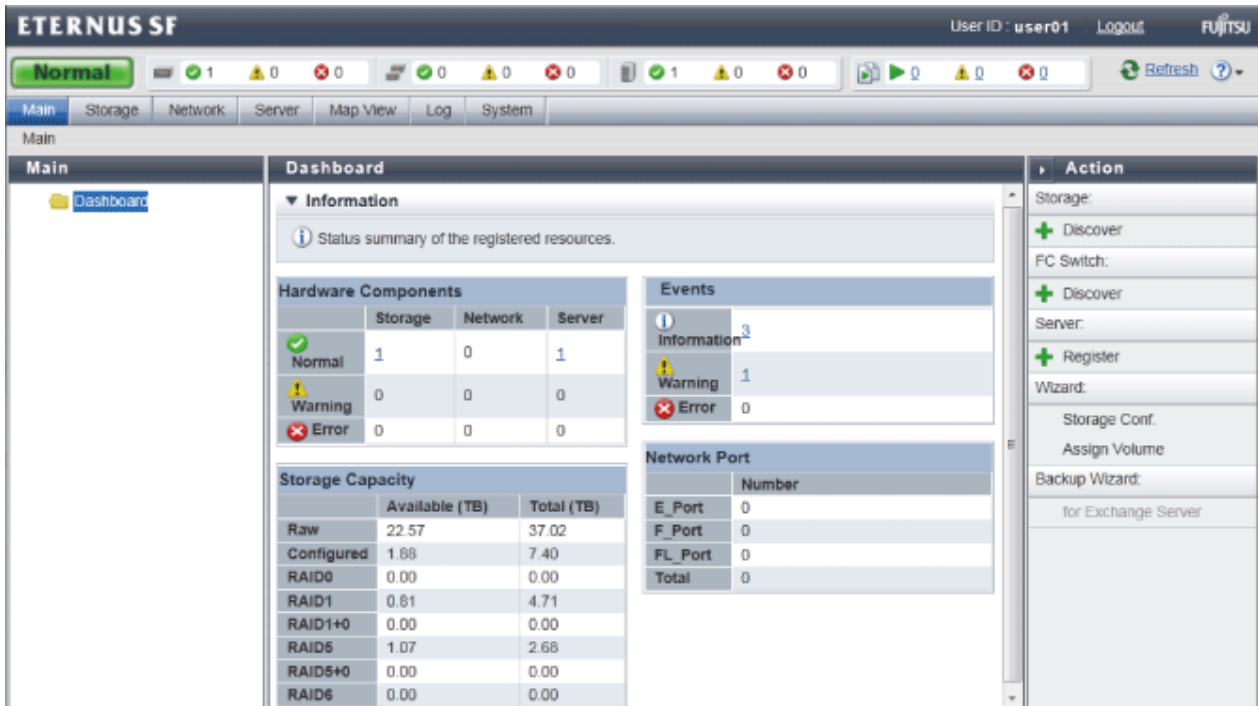 ETERNUS SF
User ID : user01 Logout FUJITSU
Normal 1 0 0 0 0 0 1 0 0 0 0 0 Refresh ?
Main Storage Network Server Map View Log System
Main
Main
Dashboard
Dashboard
Information
Status summary of the registered resources.
Hardware Components
Storage Network Server
Normal 1 0 1
Warning 0 0 0
Error 0 0 0
Storage Capacity
Available (TB) Total (TB)
Raw 22.57 37.02
Configured 1.88 7.40
RAID0 0.00 0.00
RAID1 0.81 4.71
RAID1+0 0.00 0.00
RAID5 1.07 2.68
RAID5+0 0.00 0.00
RAID6 0.00 0.00
Events
Information 3
Warning 1
Error 0
Network Port
Number
E_Port 0
F_Port 0
FL_Port 0
Total 0
Action
Storage:
Discover
FC Switch:
Discover
Server:
Register
Wizard:
Storage Conf.
Assign Volume
Backup Wizard:
for Exchange Server